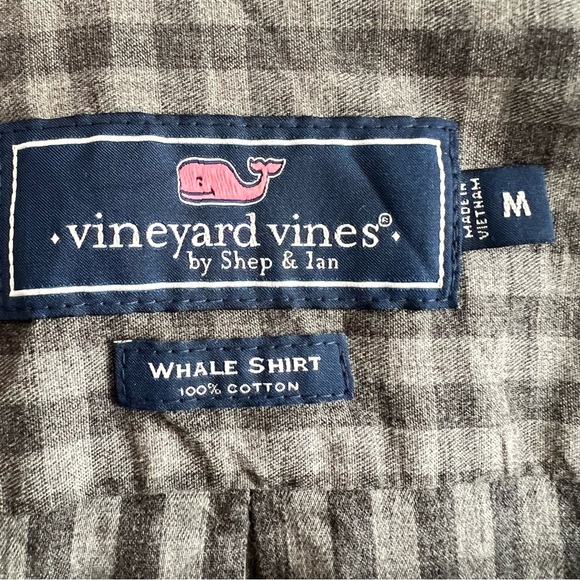 vineyard vines®
by Shep & Ian
MADE IN
VIETNAM
M
WHALE SHIRT
100% COTTON